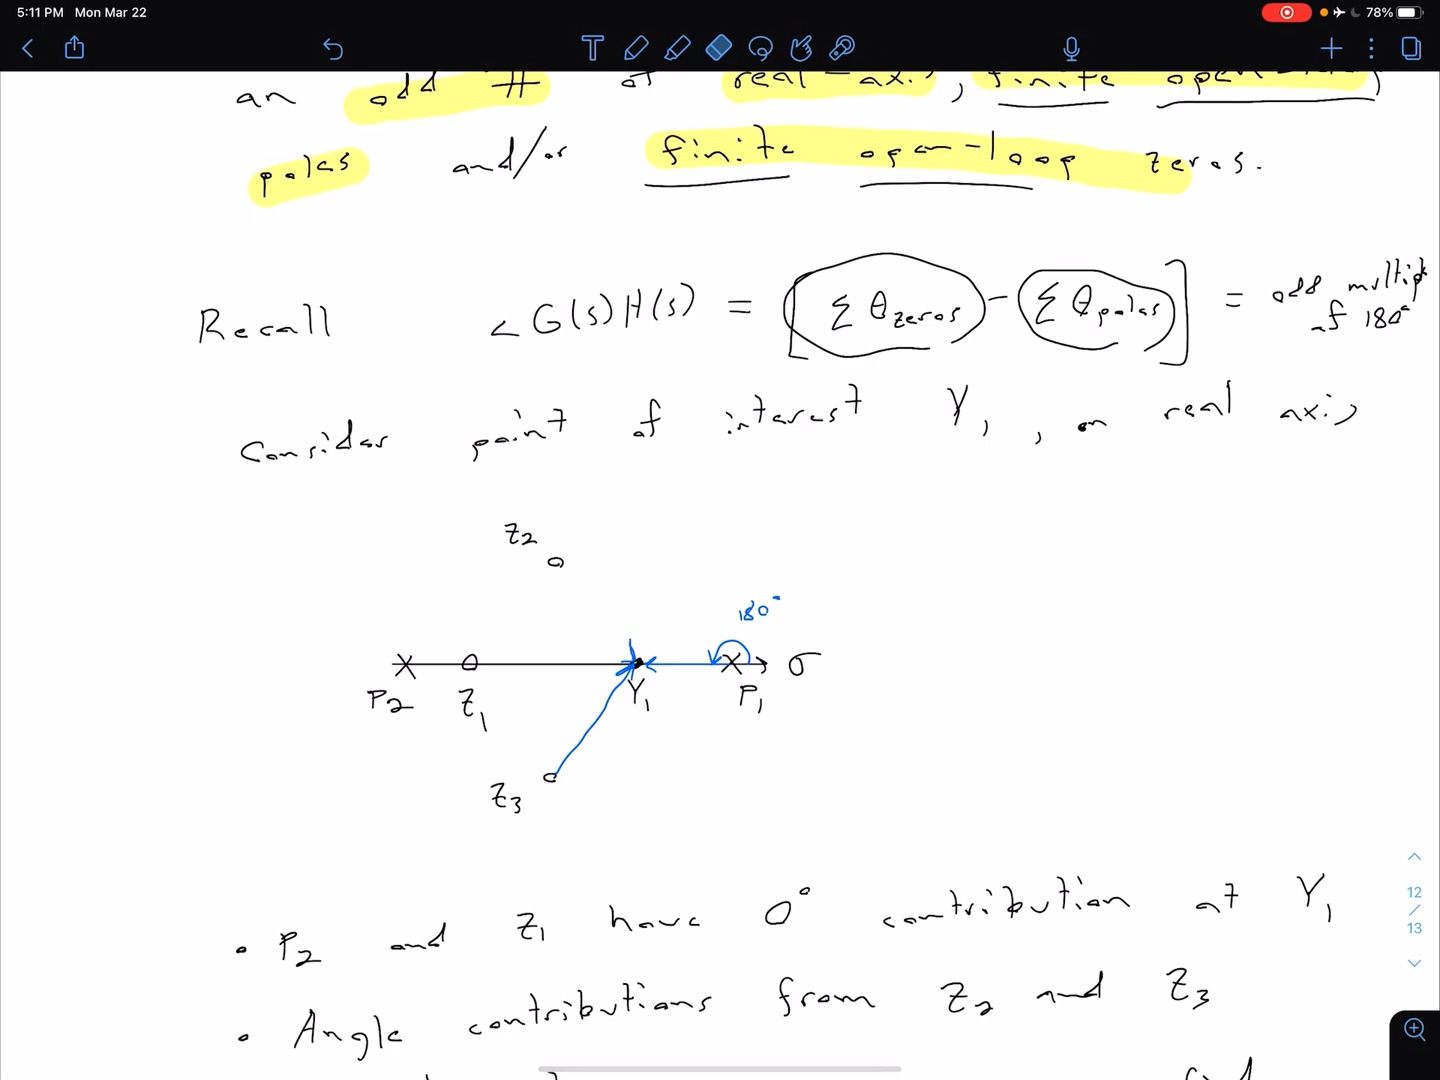 5:11 PM Mon Mar 22
78%
an odd # of real-axis, finite open-loop
poles and/or finite open-loop zeros.
Recall ∠G(s)H(s) = [Σθzeros - Σθpoles] = odd multiple
of 180°
Consider point of interest Y1, on real axis
Z2
180°
σ
P2 Z1 Y1 P1
Z3
12
/
13
• P2 and Z1 have 0° contribution at Y1
• Angle contributions from Z2 and Z3